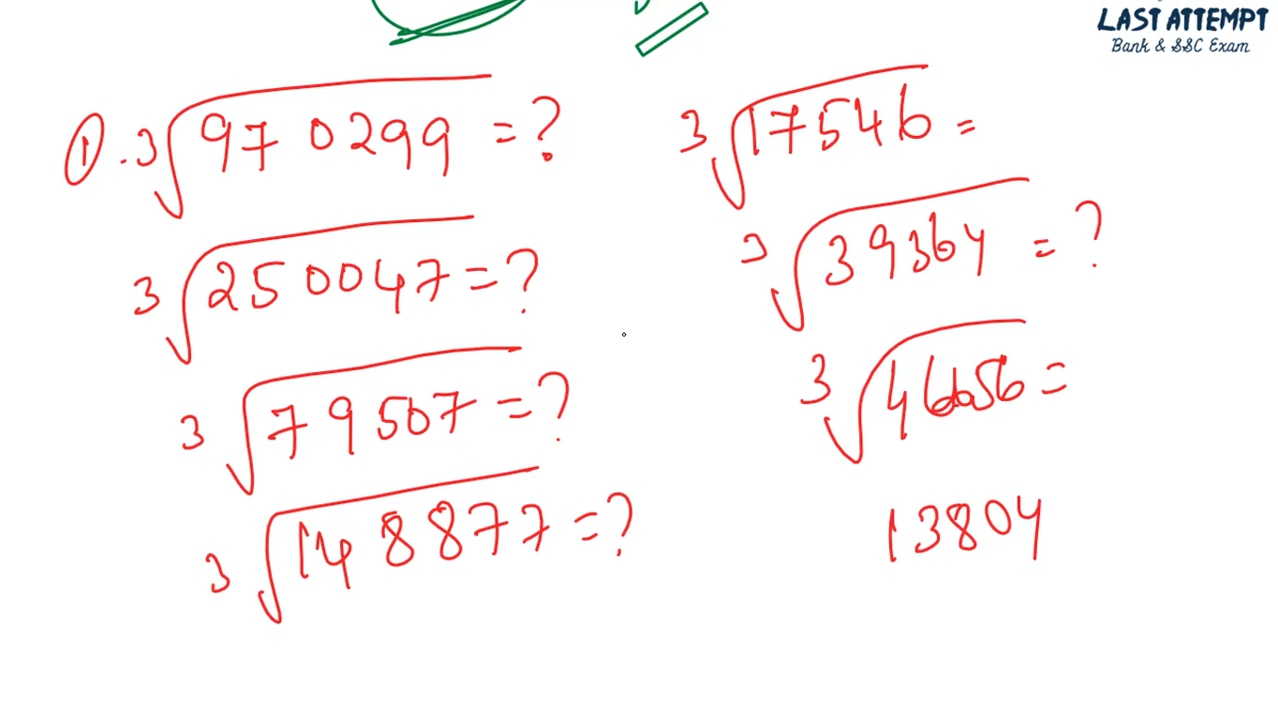 LAST ATTEMPT
Bank & SSC Exam
① . ³√970299 = ?
³√250047 = ?
³√79507 = ?
³√148877 = ?
³√17546 =
³√39364 = ?
³√46656 =
13804